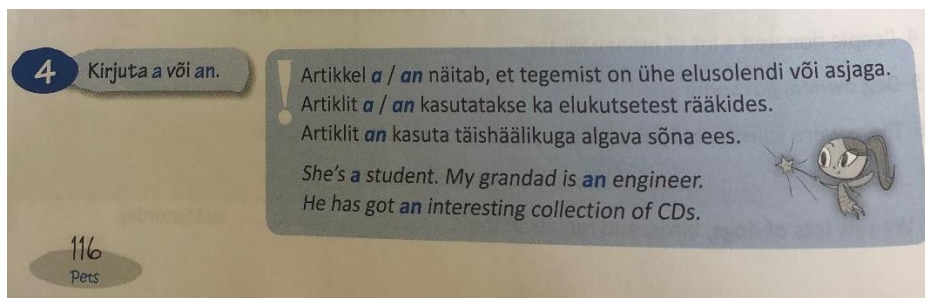 4 Kirjuta a või an.
! Artikkel a / an näitab, et tegemist on ühe elusolendi või asjaga.
Artiklit a / an kasutatakse ka elukutsetest rääkides.
Artiklit an kasuta täishäälikuga algava sõna ees.
She's a student. My grandad is an engineer.
He has got an interesting collection of CDs.
116
Pets